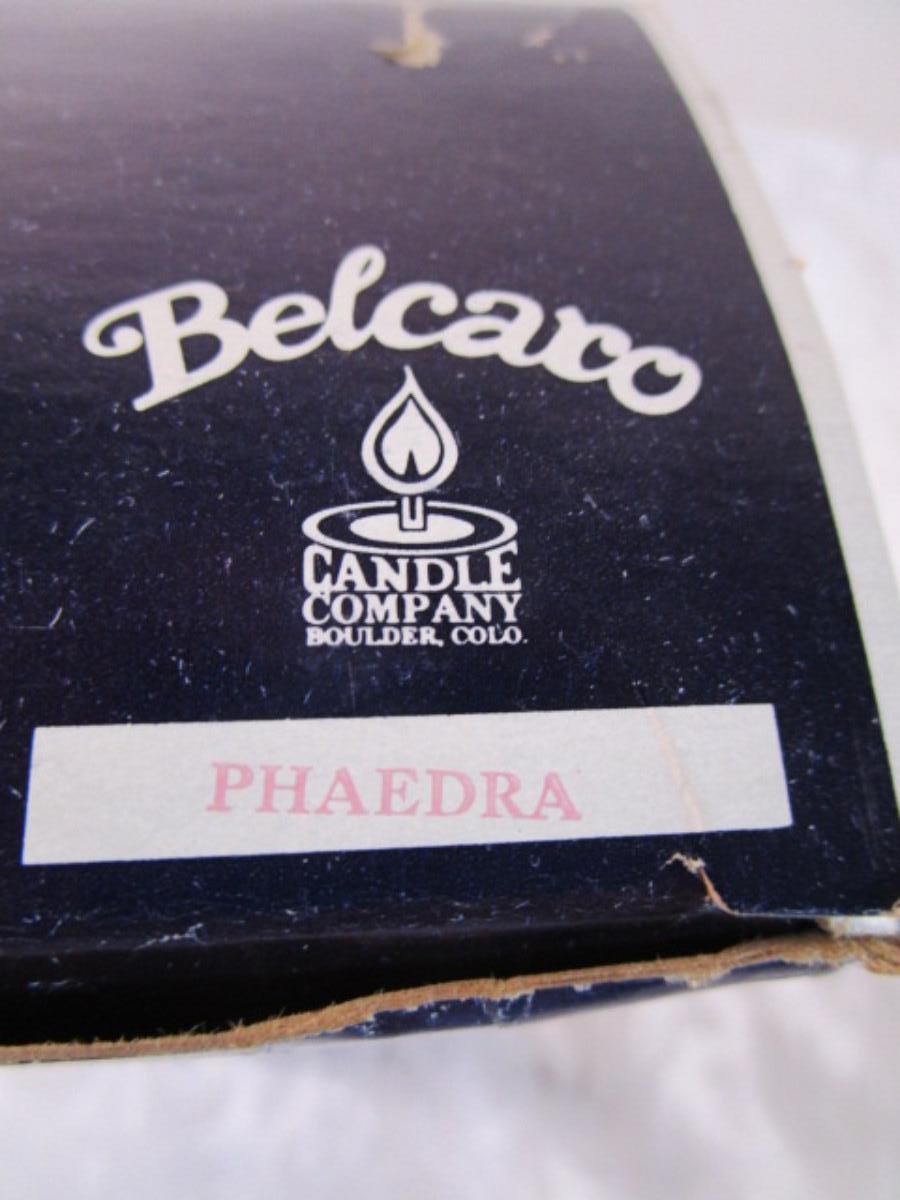 Belcaro
CANDLE
COMPANY
BOULDER, COLO.
PHAEDRA